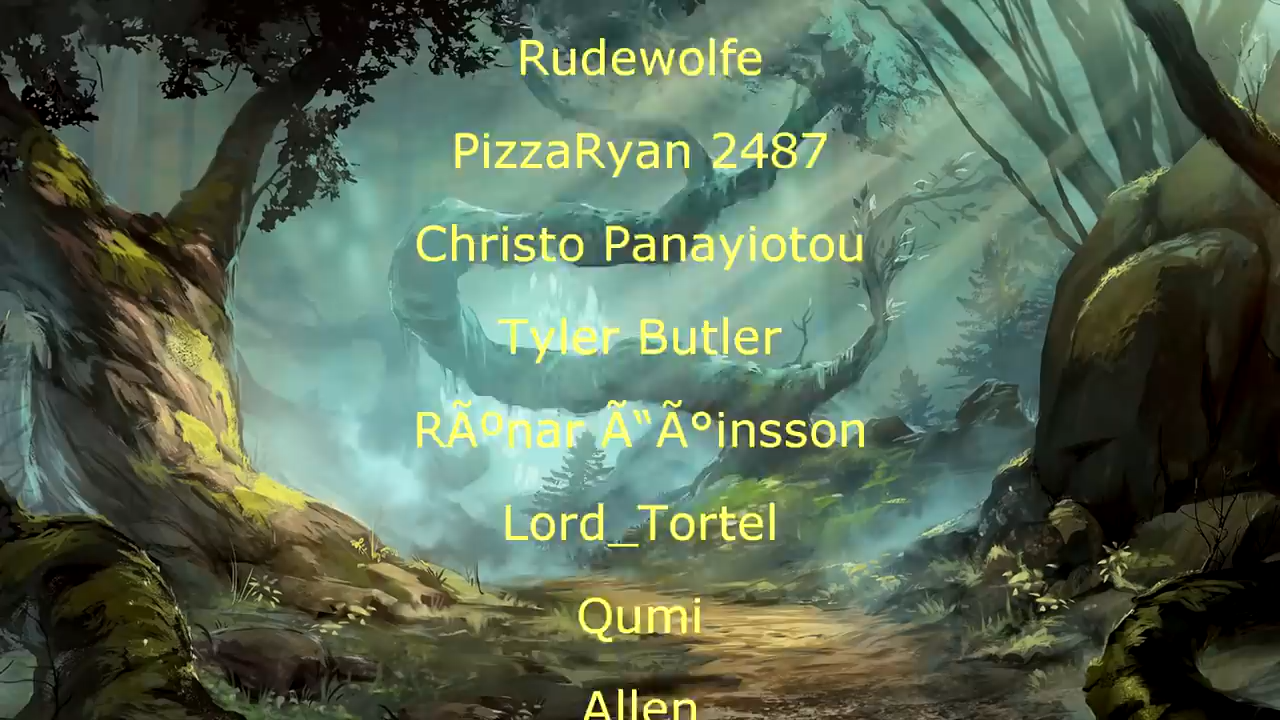 Rudewolfe
PizzaRyan 2487
Christo Panayiotou
Tyler Butler
RÃºnar Ã“Ã°insson
Lord_Tortel
Qumi
Allen